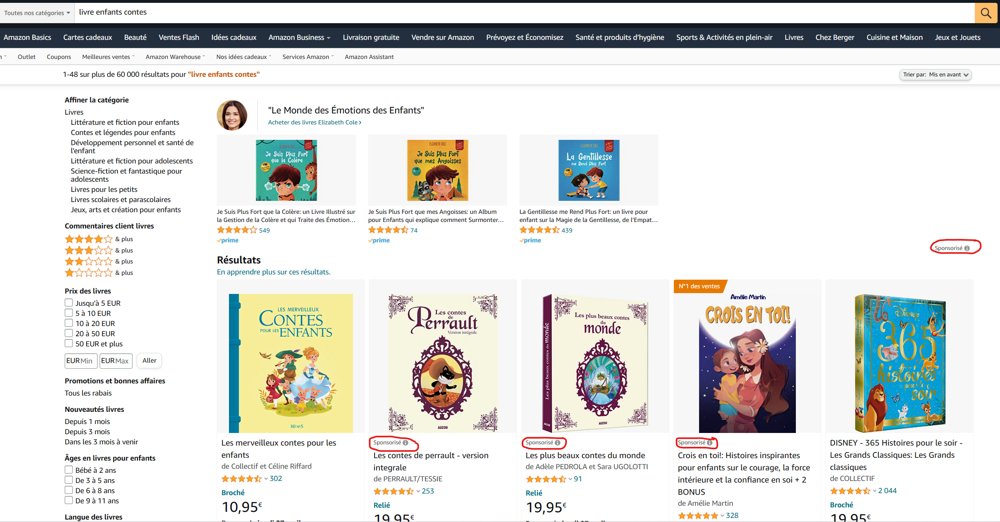 Toutes nos catégories
livre enfants contes
Amazon Basics Cartes cadeaux Beauté Ventes Flash Idées cadeaux Amazon Business Livraison gratuite Vendre sur Amazon Prévoyez et Économisez Santé et produits d’hygiène Sports & Activités en plein-air Livres Chez Berger Cuisine et Maison Jeux et Jouets
Outlet Coupons Meilleures ventes Amazon Warehouse Nos idées cadeaux Services Amazon Amazon Assistant
1-48 sur plus de 60 000 résultats pour "livre enfants contes"
Trier par: Mis en avant
Affiner la catégorie
Livres
Littérature et fiction pour enfants
Contes et légendes pour enfants
Développement personnel et santé de
l'enfant
Littérature et fiction pour adolescents
Science-fiction et fantastique pour
adolescents
Livres pour les petits
Livres scolaires et parascolaires
Jeux, arts et création pour enfants
Commentaires client livres
& plus
& plus
& plus
& plus
Prix des livres
Jusqu'à 5 EUR
5 à 10 EUR
10 à 20 EUR
20 à 50 EUR
50 EUR et plus
EUR Min EUR Max Aller
Promotions et bonnes affaires
Tous les rabais
Nouveautés livres
Depuis 1 mois
Depuis 3 mois
Dans les 3 mois à venir
Âges en livres pour enfants
Bébé à 2 ans
De 3 à 5 ans
De 6 à 8 ans
De 9 à 11 ans
Langue des livres
"Le Monde des Émotions des Enfants"
Acheter des livres Elizabeth Cole ›
ELIZABETH COLE
Je Suis Plus Fort
que la Colère
Je Suis Plus Fort que la Colère: un Livre Illustré sur
la Gestion de la Colère et qui Traite des Émotion...
549
prime
ELIZABETH COLE
Je Suis Plus Fort
que mes Angoisses
Je Suis Plus Fort que mes Angoisses: un Album
pour Enfants qui explique comment Surmonter...
74
prime
ELIZABETH COLE
La Gentillesse
me Rend Plus Fort
La Gentillesse me Rend Plus Fort: un livre pour
enfant sur la Magie de la Gentillesse, de l’Empat...
439
prime
Sponsorisé
Résultats
En apprendre plus sur ces résultats.
LES MERVEILLEUX
CONTES
POUR LES ENFANTS
FLEURUS
Les merveilleux contes pour les
enfants
de Collectif et Céline Riffard
302
Broché
10,95€
Les contes
de
Perrault
Version intégrale
AUZOU
Sponsorisé
Les contes de perrault - version
integrale
de PERRAULT/TESSIE
253
Relié
19,95€
Les plus beaux contes du monde
AUZOU
Les plus beaux contes
du
monde
AUZOU
Sponsorisé
Les plus beaux contes du monde
de Adèle PEDROLA et Sara UGOLOTTI
91
Relié
19,95€
N°1 des ventes
Amélie Martin
CROIS EN TOI!
Sponsorisé
Crois en toi!: Histoires inspirantes
pour enfants sur le courage, la force
intérieure et la confiance en soi + 2
BONUS
de Amélie Martin
328
Disney
365
histoires
pour le
soir
Les Grands Classiques
DISNEY - 365 Histoires pour le soir -
Les Grands Classiques: Les Grands
classiques
de COLLECTIF
2 044
Broché
19,95€